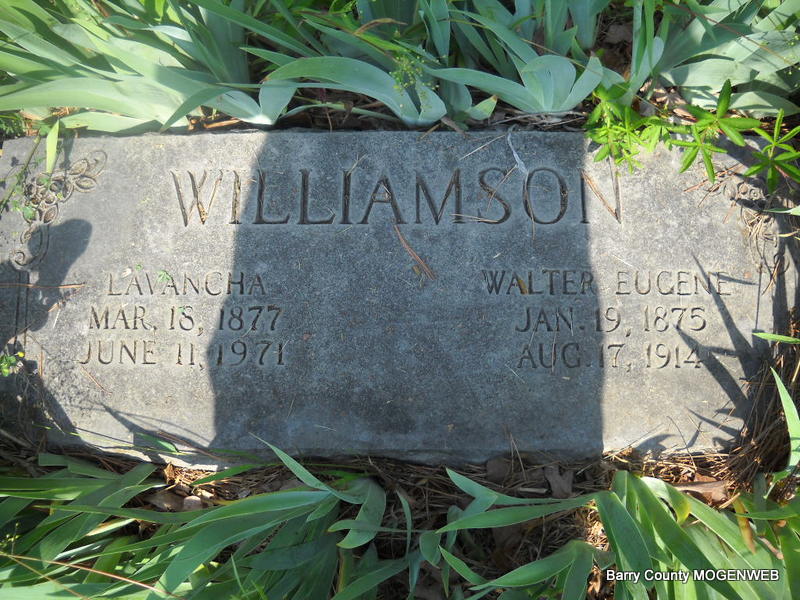 WILLIAMSON
LAVANCHA
MAR. 18, 1877
JUNE 11, 1971
WALTER EUGENE
JAN. 19, 1875
AUG. 17, 1914
Barry County MOGENWEB